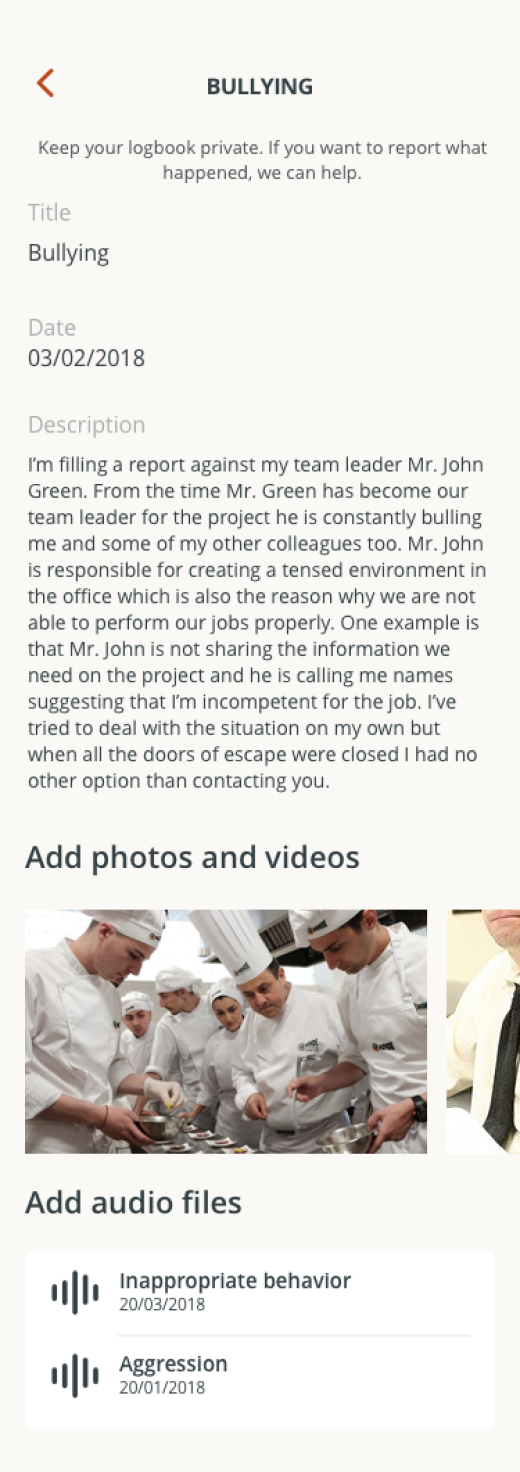 BULLYING
Keep your logbook private. If you want to report what
happened, we can help.
Title
Bullying
Date
03/02/2018
Description
I'm filling a report against my team leader Mr. John
Green. From the time Mr. Green has become our
team leader for the project he is constantly bulling
me and some of my other colleagues too. Mr. John
is responsible for creating a tensed environment in
the office which is also the reason why we are not
able to perform our jobs properly. One example is
that Mr. John is not sharing the information we
need on the project and he is calling me names
suggesting that I'm incompetent for the job. I've
tried to deal with the situation on my own but
when all the doors of escape were closed I had no
other option than contacting you.
Add photos and videos
Add audio files
Inappropriate behavior
20/03/2018
Aggression
20/01/2018